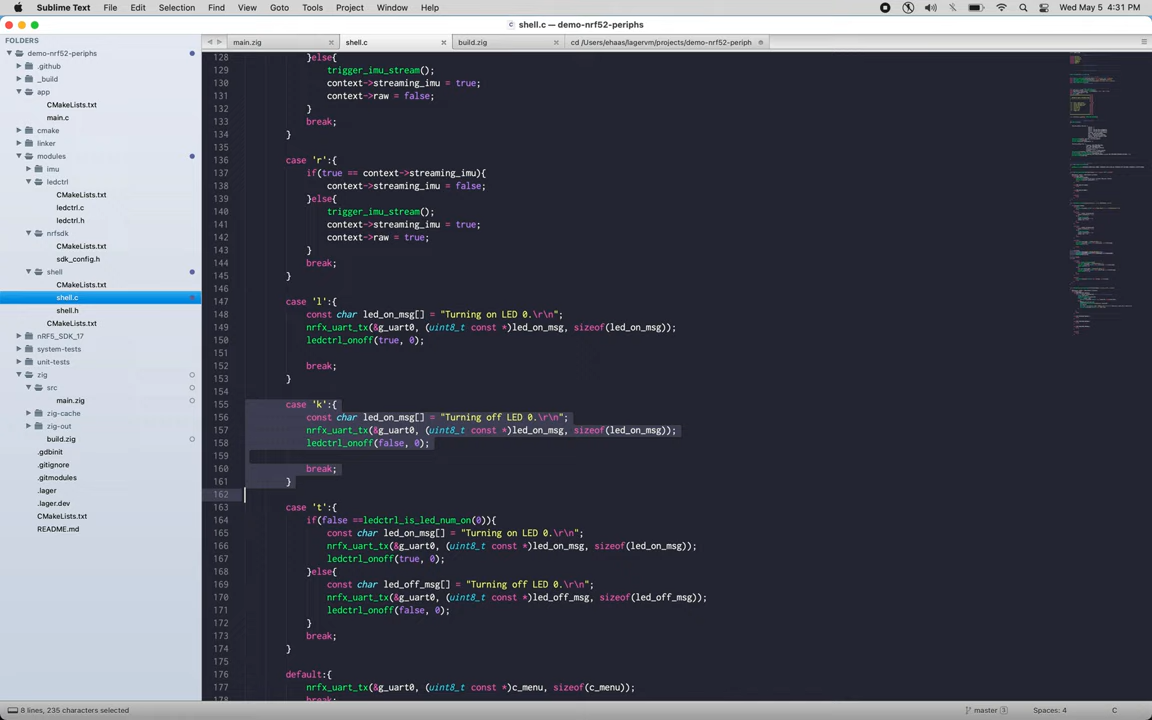 Sublime Text File Edit Selection Find View Goto Tools Project Window Help Wed May 5 4:31 PM
shell.c — demo-nrf52-periphs
FOLDERS
demo-nrf52-periphs
.github
_build
app
CMakeLists.txt
main.c
cmake
linker
modules
imu
ledctrl
CMakeLists.txt
ledctrl.c
ledctrl.h
nrfsdk
CMakeLists.txt
sdk_config.h
shell
CMakeLists.txt
shell.c
shell.h
CMakeLists.txt
nRF5_SDK_17
system-tests
unit-tests
zig
src
main.zig
zig-cache
zig-out
build.zig
.gdbinit
.gitignore
.gitmodules
.lager
.lager.dev
CMakeLists.txt
README.md
main.zig × shell.c × build.zig × cd /Users/ehaas/lagervm/projects/demo-nrf52-periph
128 }else{
129 trigger_imu_stream();
130 context->streaming_imu = true;
131 context->raw = false;
132 }
133 break;
134 }
135
136 case 'r':{
137 if(true == context->streaming_imu){
138 context->streaming_imu = false;
139 }else{
140 trigger_imu_stream();
141 context->streaming_imu = true;
142 context->raw = true;
143 }
144 break;
145 }
146
147 case 'l':{
148 const char led_on_msg[] = "Turning on LED 0.\r\n";
149 nrfx_uart_tx(&g_uart0, (uint8_t const *)led_on_msg, sizeof(led_on_msg));
150 ledctrl_onoff(true, 0);
151
152 break;
153 }
154
155 case 'k':{
156 const char led_on_msg[] = "Turning off LED 0.\r\n";
157 nrfx_uart_tx(&g_uart0, (uint8_t const *)led_on_msg, sizeof(led_on_msg));
158 ledctrl_onoff(false, 0);
159
160 break;
161 }
162
163 case 't':{
164 if(false ==ledctrl_is_led_num_on(0)){
165 const char led_on_msg[] = "Turning on LED 0.\r\n";
166 nrfx_uart_tx(&g_uart0, (uint8_t const *)led_on_msg, sizeof(led_on_msg));
167 ledctrl_onoff(true, 0);
168 }else{
169 const char led_off_msg[] = "Turning off LED 0.\r\n";
170 nrfx_uart_tx(&g_uart0, (uint8_t const *)led_off_msg, sizeof(led_off_msg));
171 ledctrl_onoff(false, 0);
172 }
173 break;
174 }
175
176 default:{
177 nrfx_uart_tx(&g_uart0, (uint8_t const *)c_menu, sizeof(c_menu));
178 break;
8 lines, 235 characters selected master 3 Spaces: 4 C